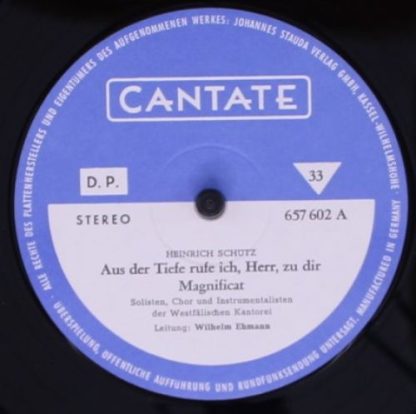 ALLE RECHTE DES PLATTENHERSTELLERS UND EIGENTUMERS DES AUFGENOMMENEN WERKES: JOHANNES STAUDA VERLAG GMBH, KASSEL-WILHELMSHÖHE
CANTATE
D. P.
33
STEREO
657 602 A
HEINRICH SCHÜTZ
Aus der Tiefe rufe ich, Herr, zu dir
Magnificat
Solisten, Chor und Instrumentalisten
der Westfälischen Kantorei
Leitung: Wilhelm Ehmann
ÜBERSPIELUNG, ÖFFENTLICHE AUFFÜHRUNG UND RUNDFUNKSENDUNG UNTERSAGT. MANUFACTURED IN GERMANY